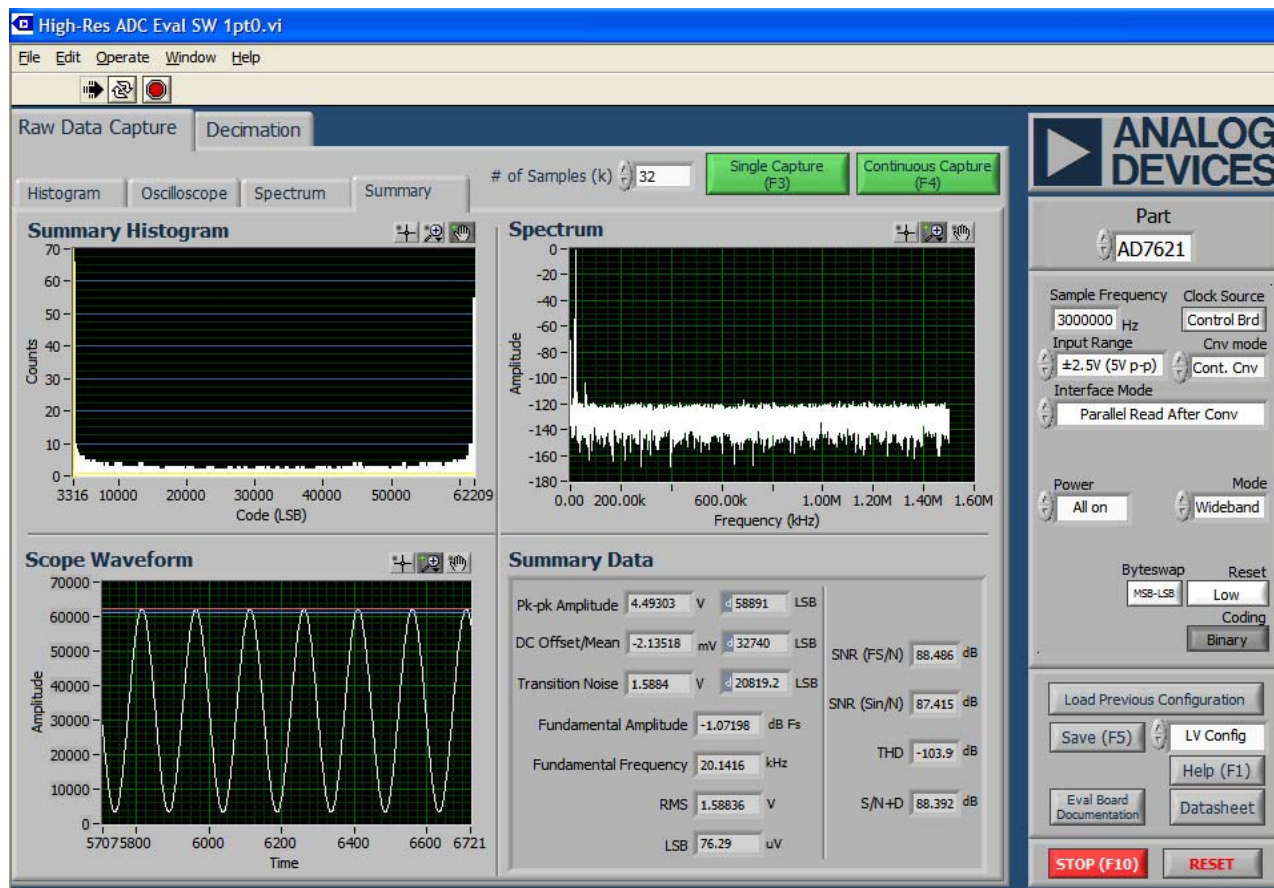 High-Res ADC Eval SW 1pt0.vi
File Edit Operate Window Help
Raw Data Capture Decimation
# of Samples (k) 32 Single Capture (F3) Continuous Capture (F4)
Histogram Oscilloscope Spectrum Summary
Summary Histogram
70
60
50
40
30
20
10
0
Counts
3316 10000 20000 30000 40000 50000 62209
Code (LSB)
Spectrum
0
-20
-40
-60
-80
-100
-120
-140
-160
-180
Amplitude
0.00 200.00k 600.00k 1.00M 1.20M 1.40M 1.60M
Frequency (kHz)
Scope Waveform
70000
60000
50000
40000
30000
20000
10000
0
Amplitude
5707 5800 6000 6200 6400 6600 6721
Time
Summary Data
Pk-pk Amplitude 4.49303 V d 58891 LSB
DC Offset/Mean -2.13518 mV d 32740 LSB
Transition Noise 1.5884 V d 20819.2 LSB
Fundamental Amplitude -1.07198 dB Fs
Fundamental Frequency 20.1416 kHz
RMS 1.58836 V
LSB 76.29 uV
SNR (FS/N) 88.486 dB
SNR (Sin/N) 87.415 dB
THD -103.9 dB
S/N+D 88.392 dB
ANALOG
DEVICES
Part
AD7621
Sample Frequency Clock Source
3000000 Hz Control Brd
Input Range Cnv mode
±2.5V (5V p-p) Cont. Cnv
Interface Mode
Parallel Read After Conv
Power Mode
All on Wideband
Byteswap Reset
MSB-LSB Low
Coding
Binary
Load Previous Configuration
Save (F5) LV Config
Help (F1)
Eval Board
Documentation
Datasheet
STOP (F10) RESET